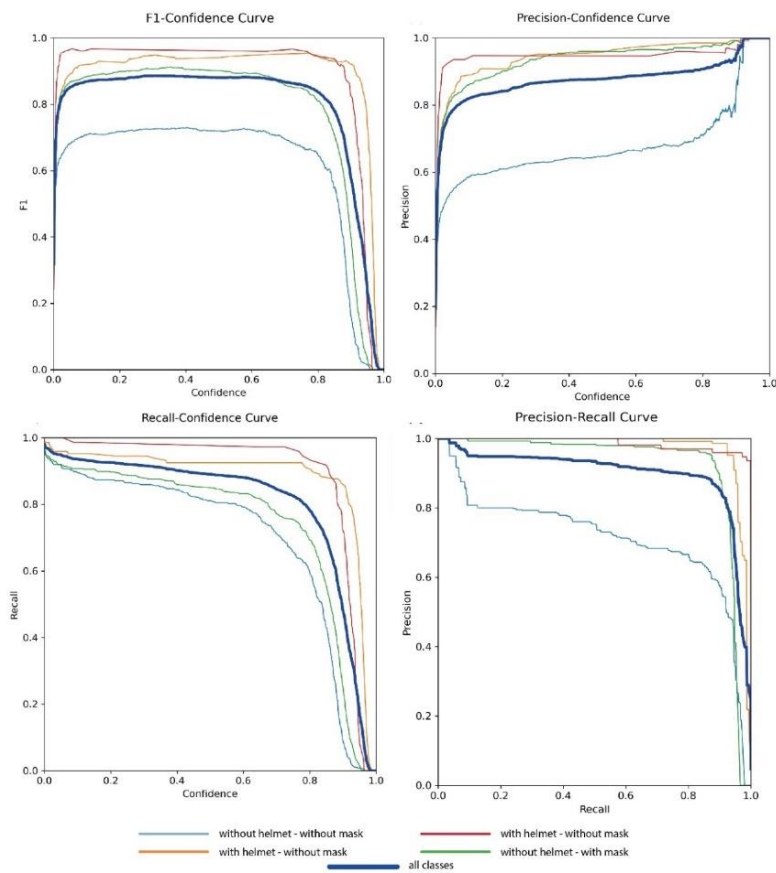 F1-Confidence Curve
1.0
0.8
0.6
0.4
0.2
0.0
F1
0.0 0.2 0.4 0.6 0.8 1.0
Confidence
Precision-Confidence Curve
1.0
0.8
0.6
0.4
0.2
0.0
Precision
0.0 0.2 0.4 0.6 0.8 1.0
Confidence
Recall-Confidence Curve
1.0
0.8
0.6
0.4
0.2
0.0
Recall
0.0 0.2 0.4 0.6 0.8 1.0
Confidence
Precision-Recall Curve
1.0
0.8
0.6
0.4
0.2
0.0
Precision
0.0 0.2 0.4 0.6 0.8 1.0
Recall
without helmet - without mask
with helmet - without mask
with helmet - without mask
without helmet - with mask
all classes